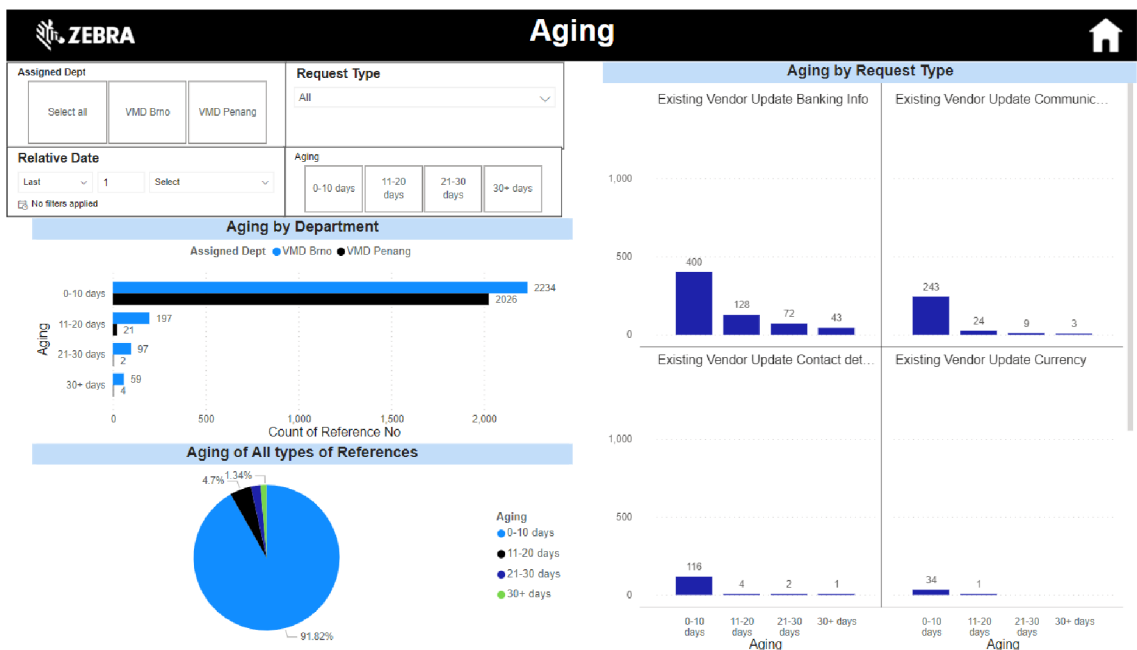 ZEBRA
Aging
Assigned Dept
Select all
VMD Brno
VMD Penang
Request Type
All
Relative Date
Last
1
Select
No filters applied
Aging
0-10 days
11-20 days
21-30 days
30+ days
Aging by Department
Assigned Dept VMD Brno VMD Penang
Aging
0-10 days 2234
2026
11-20 days 197
21
21-30 days 97
2
30+ days 59
4
0 500 1,000 1,500 2,000
Count of Reference No
Aging of All types of References
4.7% 1.34%
91.82%
Aging
0-10 days
11-20 days
21-30 days
30+ days
Aging by Request Type
Existing Vendor Update Banking Info
Existing Vendor Update Communic...
1,000
500
0
400 128 72 43
243 24 9 3
Existing Vendor Update Contact det...
Existing Vendor Update Currency
1,000
500
0
116 4 2 1
34 1
0-10 days 11-20 days 21-30 days 30+ days
Aging
0-10 days 11-20 days 21-30 days 30+ days
Aging